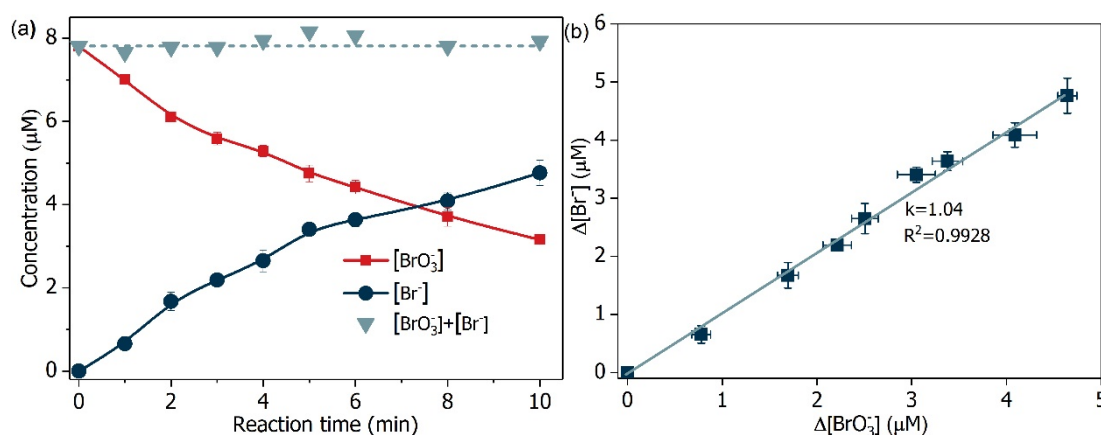 (a)
8
6
4
2
0
Concentration (μM)
[BrO₃⁻]
[Br⁻]
[BrO₃⁻]+[Br⁻]
0 2 4 6 8 10
Reaction time (min)
(b)
6
5
4
3
2
1
0
Δ[Br⁻] (μM)
k=1.04
R²=0.9928
0 1 2 3 4 5
Δ[BrO₃⁻] (μM)